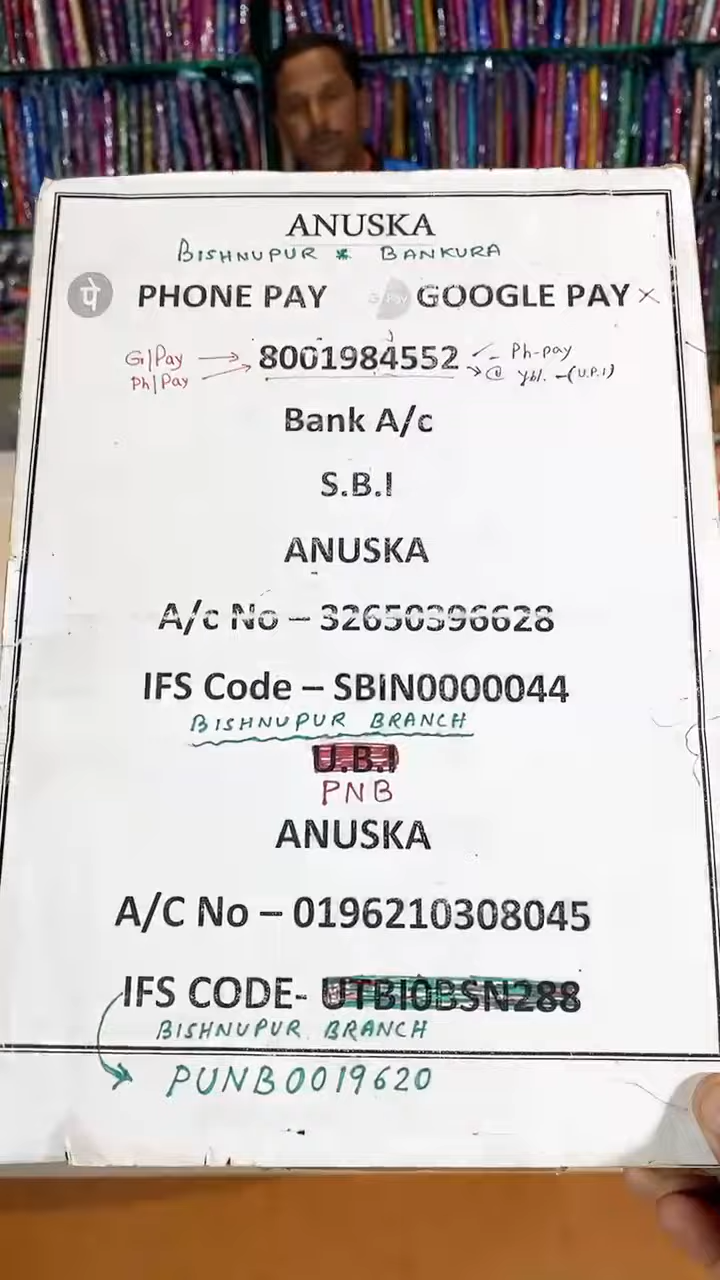 ANUSKA
BISHNUPUR * BANKURA
पे PHONE PAY G Pay GOOGLE PAY ×
G|Pay → 8001984552 ✓ - Ph-pay
Ph|Pay → → @ ybl. - (U.P.I)
Bank A/c
S.B.I
ANUSKA
A/c No – 32650396628
IFS Code – SBIN0000044
BISHNUPUR BRANCH
U.B.I
PNB
ANUSKA
A/C No – 0196210308045
IFS CODE- UTBI0BSN288
BISHNUPUR BRANCH
→ PUNB0019620